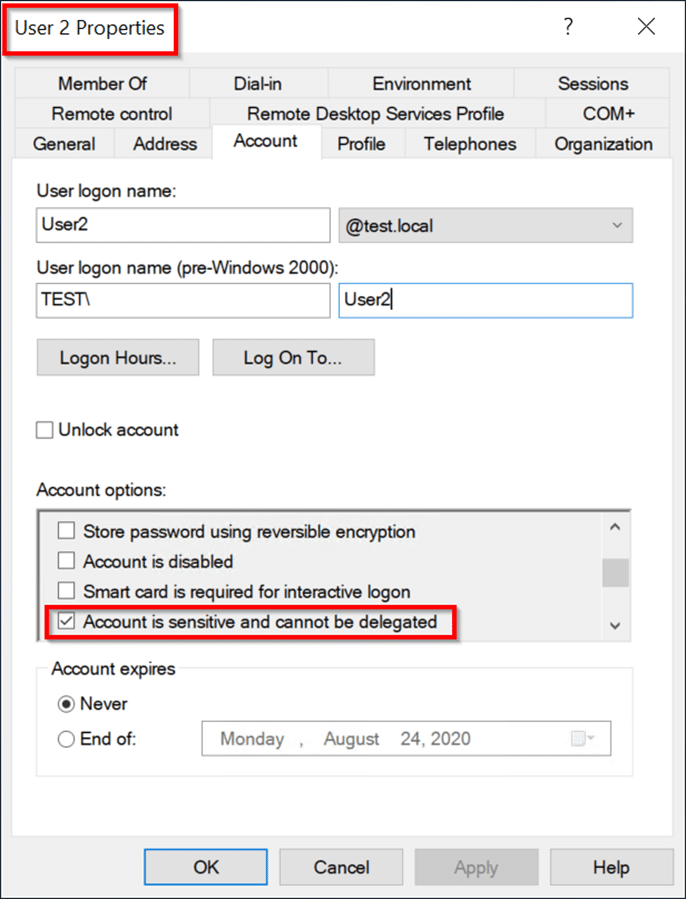 User 2 Properties
?
Member Of Dial-in Environment Sessions
Remote control Remote Desktop Services Profile COM+
General Address Account Profile Telephones Organization
User logon name:
User2 @test.local
User logon name (pre-Windows 2000):
TEST\ User2
Logon Hours... Log On To...
Unlock account
Account options:
Store password using reversible encryption
Account is disabled
Smart card is required for interactive logon
Account is sensitive and cannot be delegated
Account expires
Never
End of: Monday , August 24, 2020
OK Cancel Apply Help